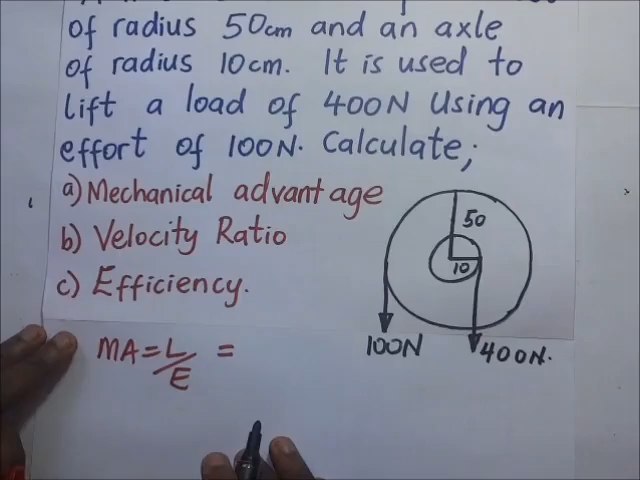 of radius 50cm and an axle
of radius 10cm. It is used to
lift a load of 400N Using an
effort of 100N. Calculate;
a) Mechanical advantage
b) Velocity Ratio
c) Efficiency.
50
10
100N
400N.
MA = L/E =